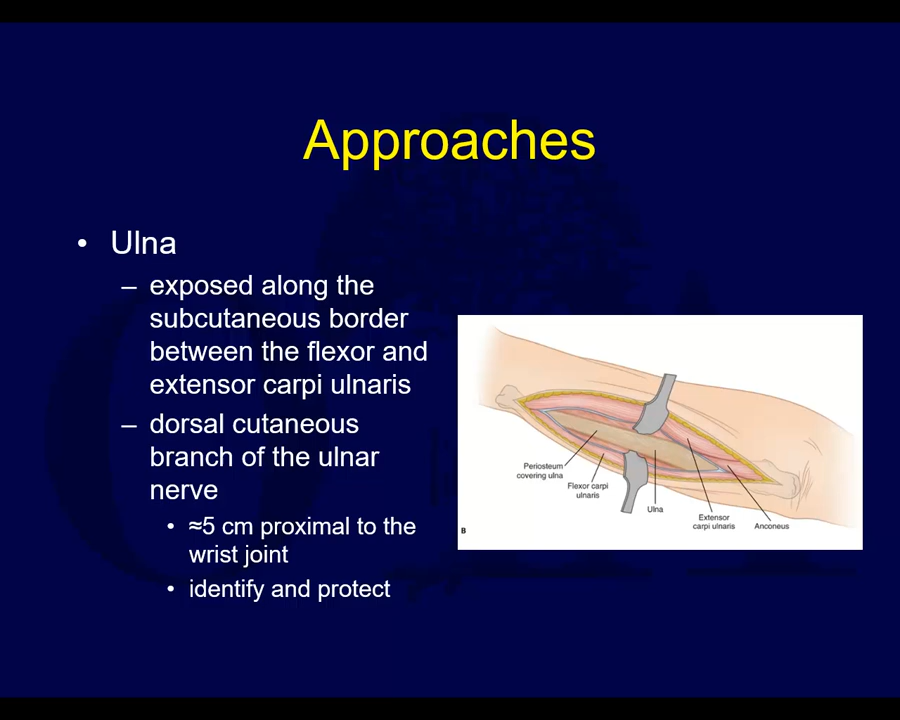 Approaches
• Ulna
– exposed along the
subcutaneous border
between the flexor and
extensor carpi ulnaris
– dorsal cutaneous
branch of the ulnar
nerve
• ≈5 cm proximal to the
wrist joint
• identify and protect
Periosteum
covering ulna
Flexor carpi
ulnaris
Ulna
Extensor
carpi ulnaris
Anconeus
B